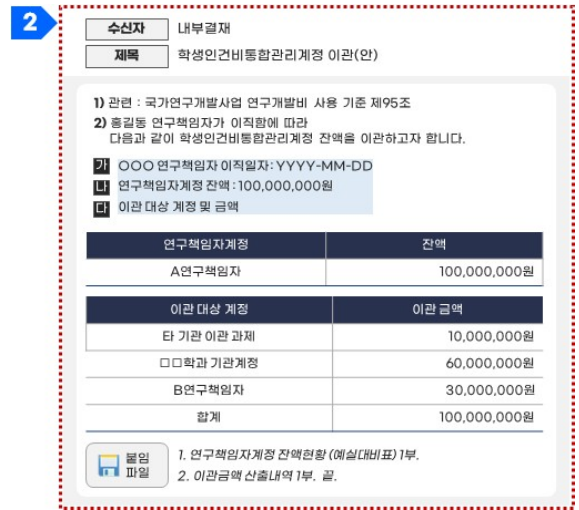 2
수신자 내부결재
제목 학생인건비통합관리계정 이관(안)
1) 관련 : 국가연구개발사업 연구개발비 사용 기준 제95조
2) 홍길동 연구책임자가 이직함에 따라
다음과 같이 학생인건비통합관리계정 잔액을 이관하고자 합니다.
가 OOO 연구책임자 이직일자: YYYY-MM-DD
나 연구책임자계정 잔액 : 100,000,000원
다 이관 대상 계정 및 금액
연구책임자계정 잔액
A연구책임자 100,000,000원
이관 대상 계정 이관 금액
타 기관 이관 과제 10,000,000원
□□학과 기관계정 60,000,000원
B연구책임자 30,000,000원
합계 100,000,000원
붙임 파일
1. 연구책임자계정 잔액현황 (예실대비표) 1부.
2. 이관금액 산출내역 1부. 끝.